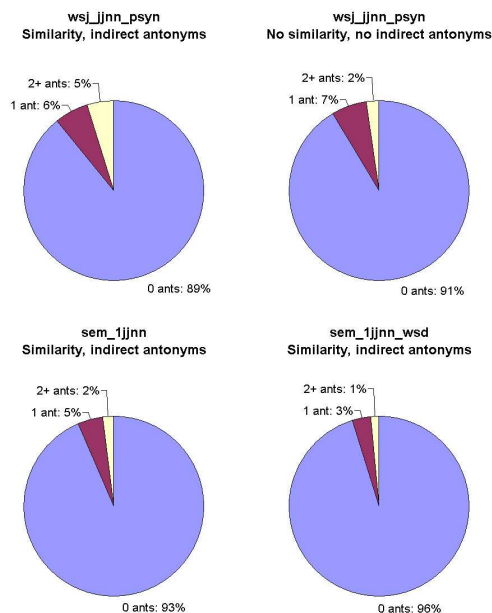 wsj_jjnn_psyn
Similarity, indirect antonyms
2+ ants: 5%
1 ant: 6%
0 ants: 89%
wsj_jjnn_psyn
No similarity, no indirect antonyms
2+ ants: 2%
1 ant: 7%
0 ants: 91%
sem_1jjnn
Similarity, indirect antonyms
2+ ants: 2%
1 ant: 5%
0 ants: 93%
sem_1jjnn_wsd
Similarity, indirect antonyms
2+ ants: 1%
1 ant: 3%
0 ants: 96%